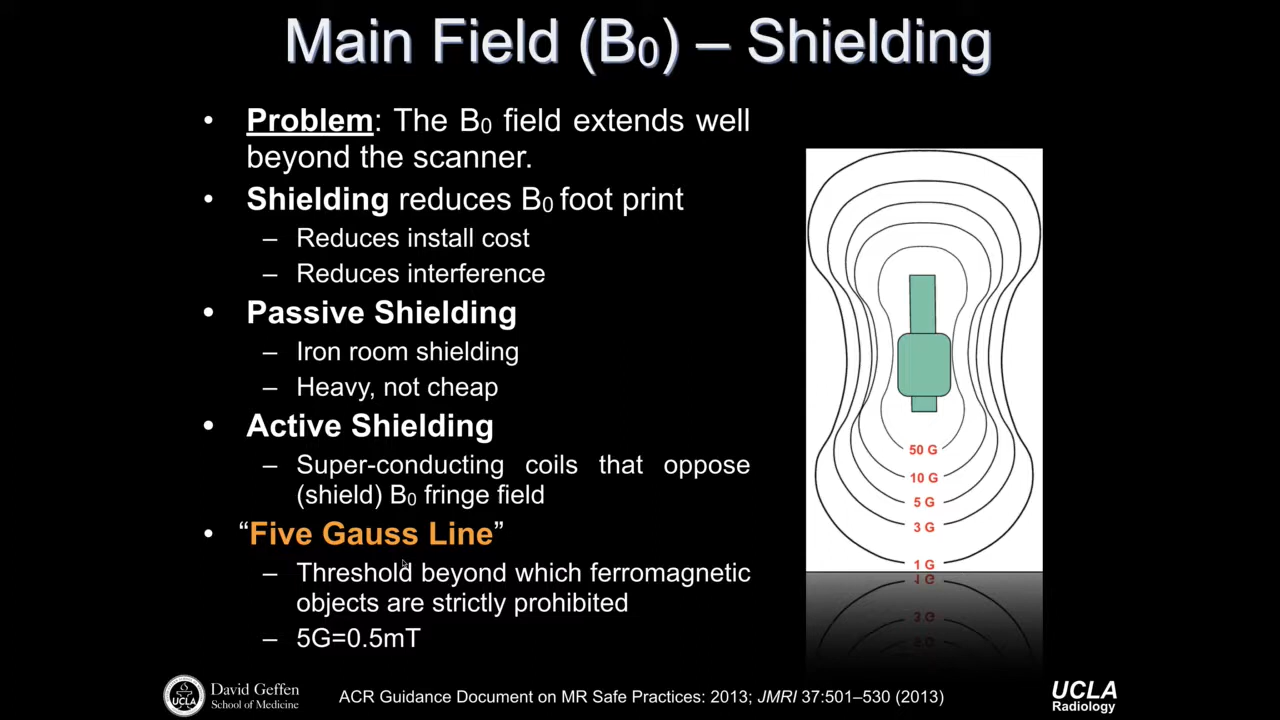 Main Field (B0) – Shielding
• Problem: The B0 field extends well
beyond the scanner.
• Shielding reduces B0 foot print
– Reduces install cost
– Reduces interference
• Passive Shielding
– Iron room shielding
– Heavy, not cheap
• Active Shielding
– Super-conducting coils that oppose
(shield) B0 fringe field
• “Five Gauss Line”
– Threshold beyond which ferromagnetic
objects are strictly prohibited
– 5G=0.5mT
50 G
10 G
5 G
3 G
1 G
UCLA
David Geffen
School of Medicine
ACR Guidance Document on MR Safe Practices: 2013; JMRI 37:501–530 (2013)
UCLA
Radiology